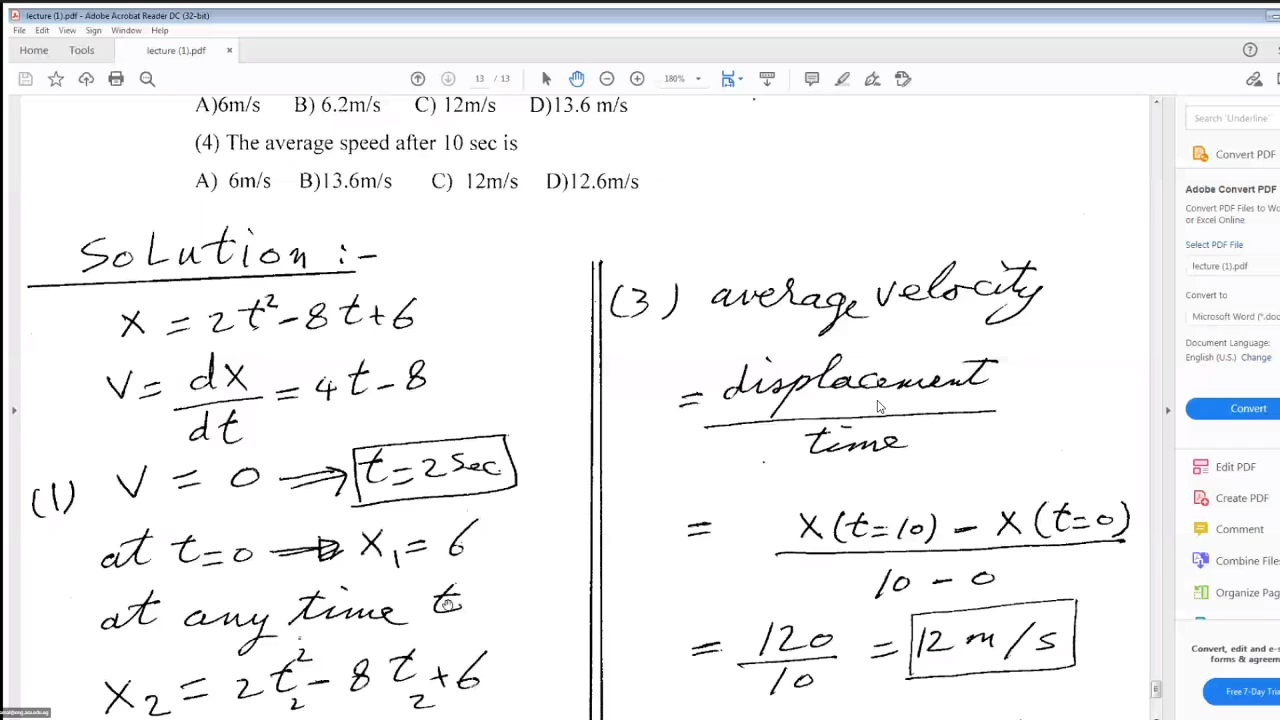 lecture (1).pdf - Adobe Acrobat Reader DC (32-bit)
File Edit View Sign Window Help
Home Tools lecture (1).pdf ×
13 / 13 180%
A)6m/s B) 6.2m/s C) 12m/s D)13.6 m/s
(4) The average speed after 10 sec is
A) 6m/s B)13.6m/s C) 12m/s D)12.6m/s
Solution :-
x = 2t² - 8t + 6
V = dx/dt = 4t - 8
(1) V = 0 ⟹ t = 2 sec
at t = 0 → X₁ = 6
at any time t
X₂ = 2t₂² - 8t₂ + 6
(3) average velocity
= displacement
time
= X(t=10) - X(t=0)
10 - 0
= 120/10 = 12 m/s
Search 'Underline'
Convert PDF
Adobe Convert PDF
Convert PDF Files to Wo
or Excel Online
Select PDF File
lecture (1).pdf
Convert to
Microsoft Word (*.doc
Document Language:
English (U.S.) Change
Convert
Edit PDF
Create PDF
Comment
Combine Files
Organize Pag
Convert, edit and e-s
forms & agreeme
Free 7-Day Tria